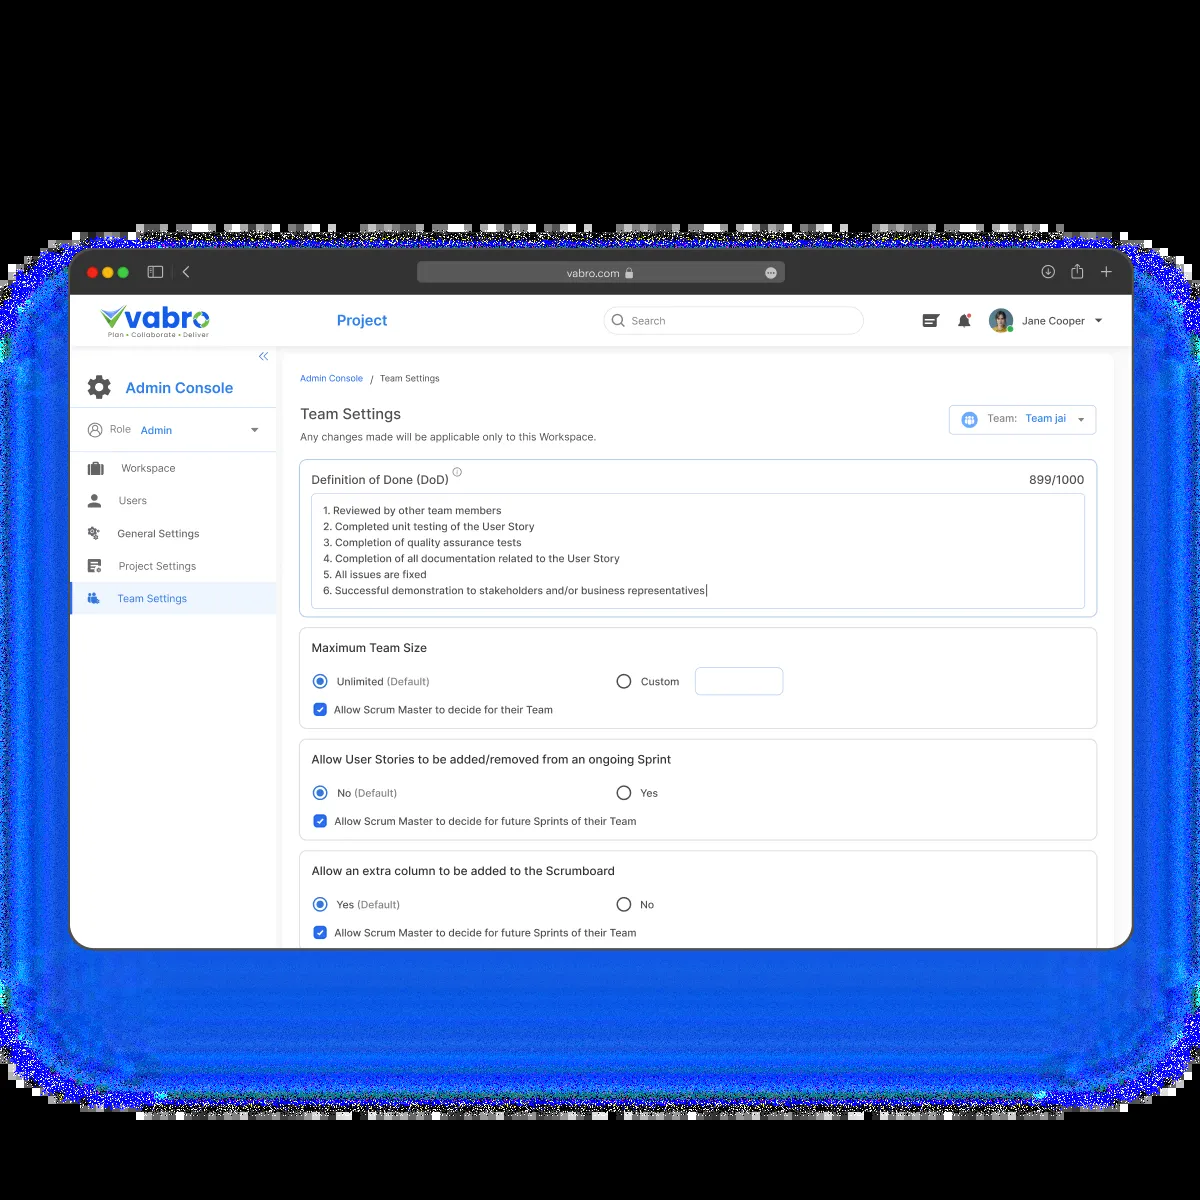 vabro.com
vabro
Plan • Collaborate • Deliver
Project
Search
Jane Cooper
Admin Console
Role Admin
Workspace
Users
General Settings
Project Settings
Team Settings
Admin Console / Team Settings
Team Settings
Any changes made will be applicable only to this Workspace.
Team: Team jai
Definition of Done (DoD)
899/1000
1. Reviewed by other team members
2. Completed unit testing of the User Story
3. Completion of quality assurance tests
4. Completion of all documentation related to the User Story
5. All issues are fixed
6. Successful demonstration to stakeholders and/or business representatives
Maximum Team Size
Unlimited (Default) Custom
Allow Scrum Master to decide for their Team
Allow User Stories to be added/removed from an ongoing Sprint
No (Default) Yes
Allow Scrum Master to decide for future Sprints of their Team
Allow an extra column to be added to the Scrumboard
Yes (Default) No
Allow Scrum Master to decide for future Sprints of their Team